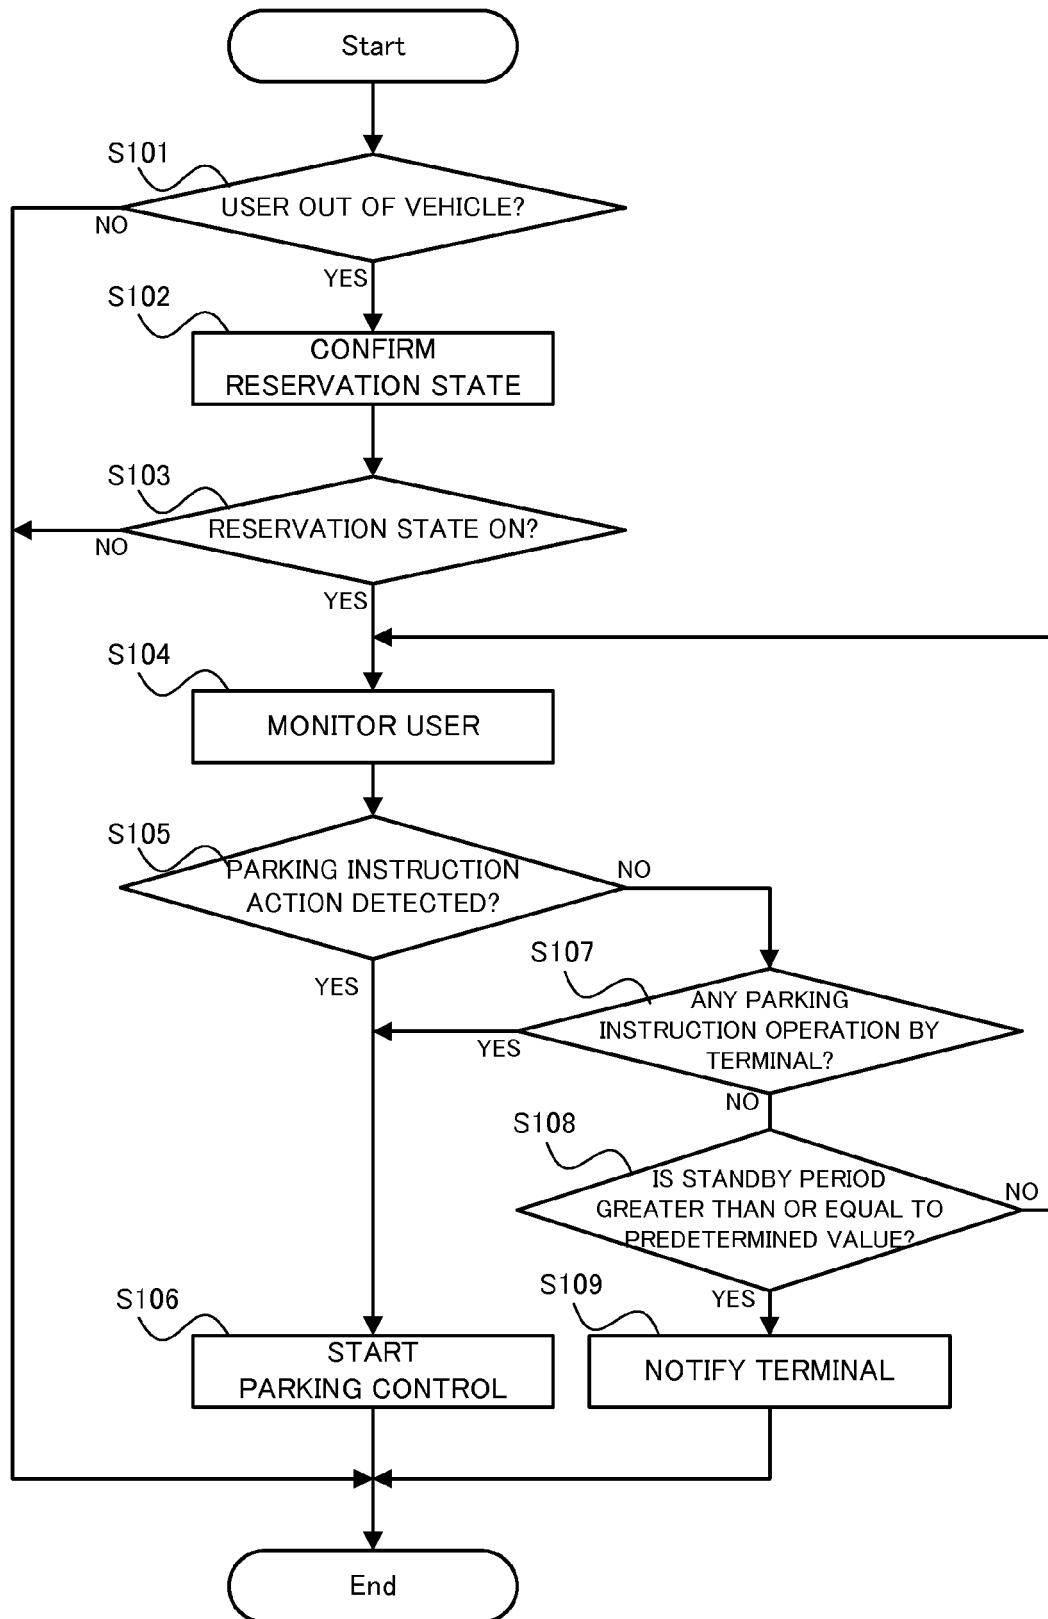 Start
S101
USER OUT OF VEHICLE?
NO
YES
S102
CONFIRM
RESERVATION STATE
S103
RESERVATION STATE ON?
NO
YES
S104
MONITOR USER
S105
PARKING INSTRUCTION
ACTION DETECTED?
NO
YES
S107
ANY PARKING
INSTRUCTION OPERATION BY
TERMINAL?
YES
NO
S108
IS STANDBY PERIOD
GREATER THAN OR EQUAL TO
PREDETERMINED VALUE?
NO
YES
S106
START
PARKING CONTROL
S109
NOTIFY TERMINAL
End